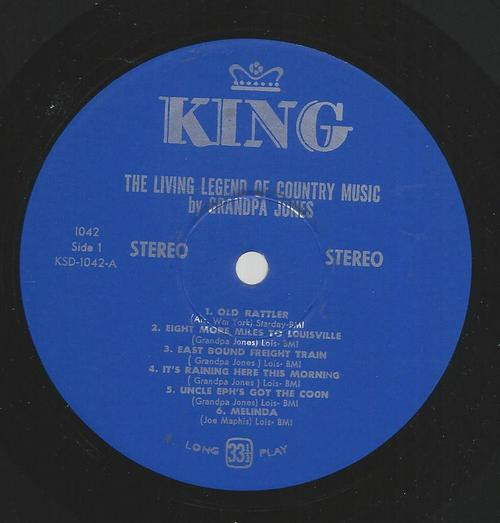 KING
THE LIVING LEGEND OF COUNTRY MUSIC
by GRANDPA JONES
1042
Side 1
KSD-1042-A
STEREO
STEREO
1. OLD RATTLER
(Arr. Wm York) Starday-BMI
2. EIGHT MORE MILES TO LOUISVILLE
(Grandpa Jones) Lois- BMI
3. EAST BOUND FREIGHT TRAIN
( Grandpa Jones ) Lois- BMI
4. IT'S RAINING HERE THIS MORNING
( Grandpa Jones ) Lois- BMI
5. UNCLE EPH'S GOT THE COON
(Grandpa Jones) Lois- BMI
6. MELINDA
(Joe Maphis) Lois- BMI
LONG 33⅓ PLAY